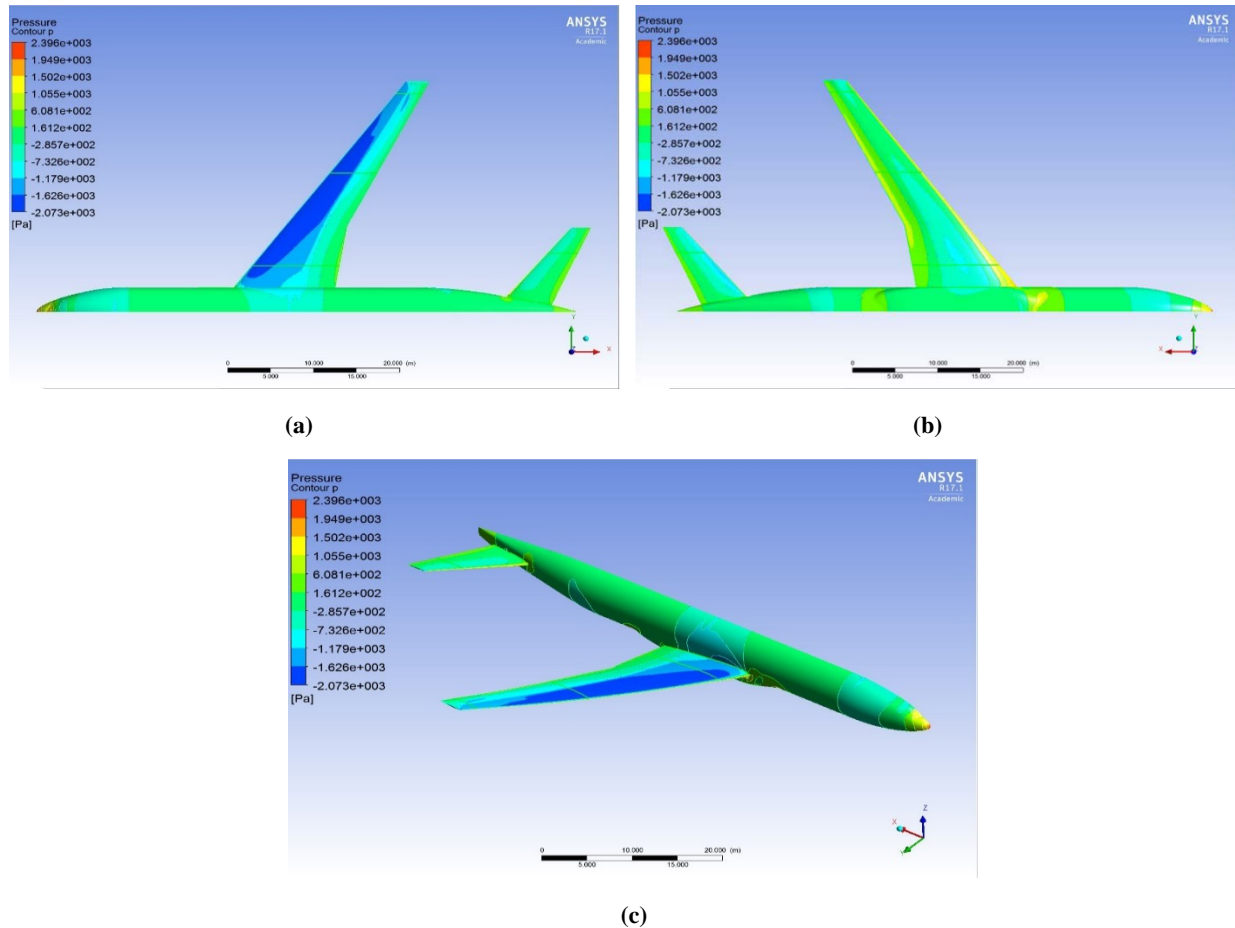 Pressure
Contour p
2.396e+003
1.949e+003
1.502e+003
1.055e+003
6.081e+002
1.612e+002
-2.857e+002
-7.326e+002
-1.179e+003
-1.626e+003
-2.073e+003
[Pa]
ANSYS
R17.1
Academic
Y
Z
X
0 10.000 20.000 (m)
5.000 15.000
(a)
Pressure
Contour p
2.396e+003
1.949e+003
1.502e+003
1.055e+003
6.081e+002
1.612e+002
-2.857e+002
-7.326e+002
-1.179e+003
-1.626e+003
-2.073e+003
[Pa]
ANSYS
R17.1
Academic
Y
X
Z
0 10.000 20.000 (m)
5.000 15.000
(b)
Pressure
Contour p
2.396e+003
1.949e+003
1.502e+003
1.055e+003
6.081e+002
1.612e+002
-2.857e+002
-7.326e+002
-1.179e+003
-1.626e+003
-2.073e+003
[Pa]
ANSYS
R17.1
Academic
Z
X
Y
0 10.000 20.000 (m)
5.000 15.000
(c)